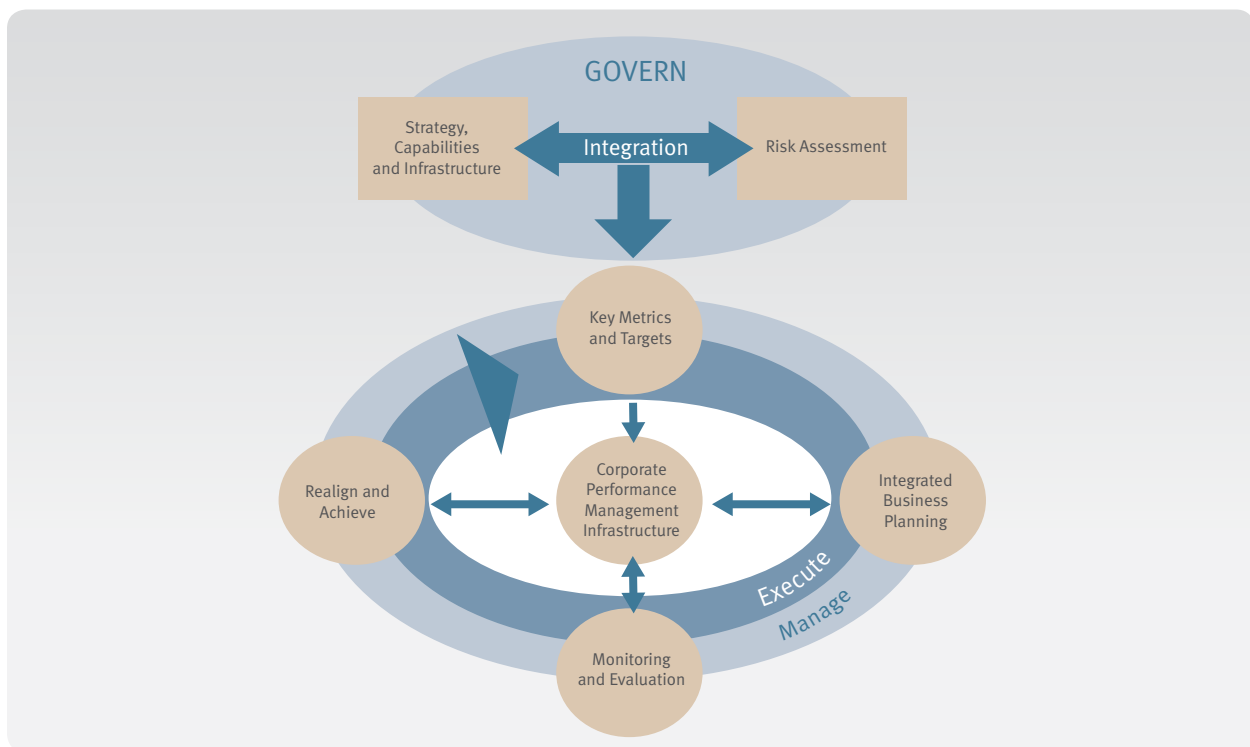 GOVERN
Strategy,
Capabilities
and Infrastructure
Integration
Risk Assessment
Key Metrics
and Targets
Realign and
Achieve
Corporate
Performance
Management
Infrastructure
Integrated
Business
Planning
Execute
Manage
Monitoring
and Evaluation